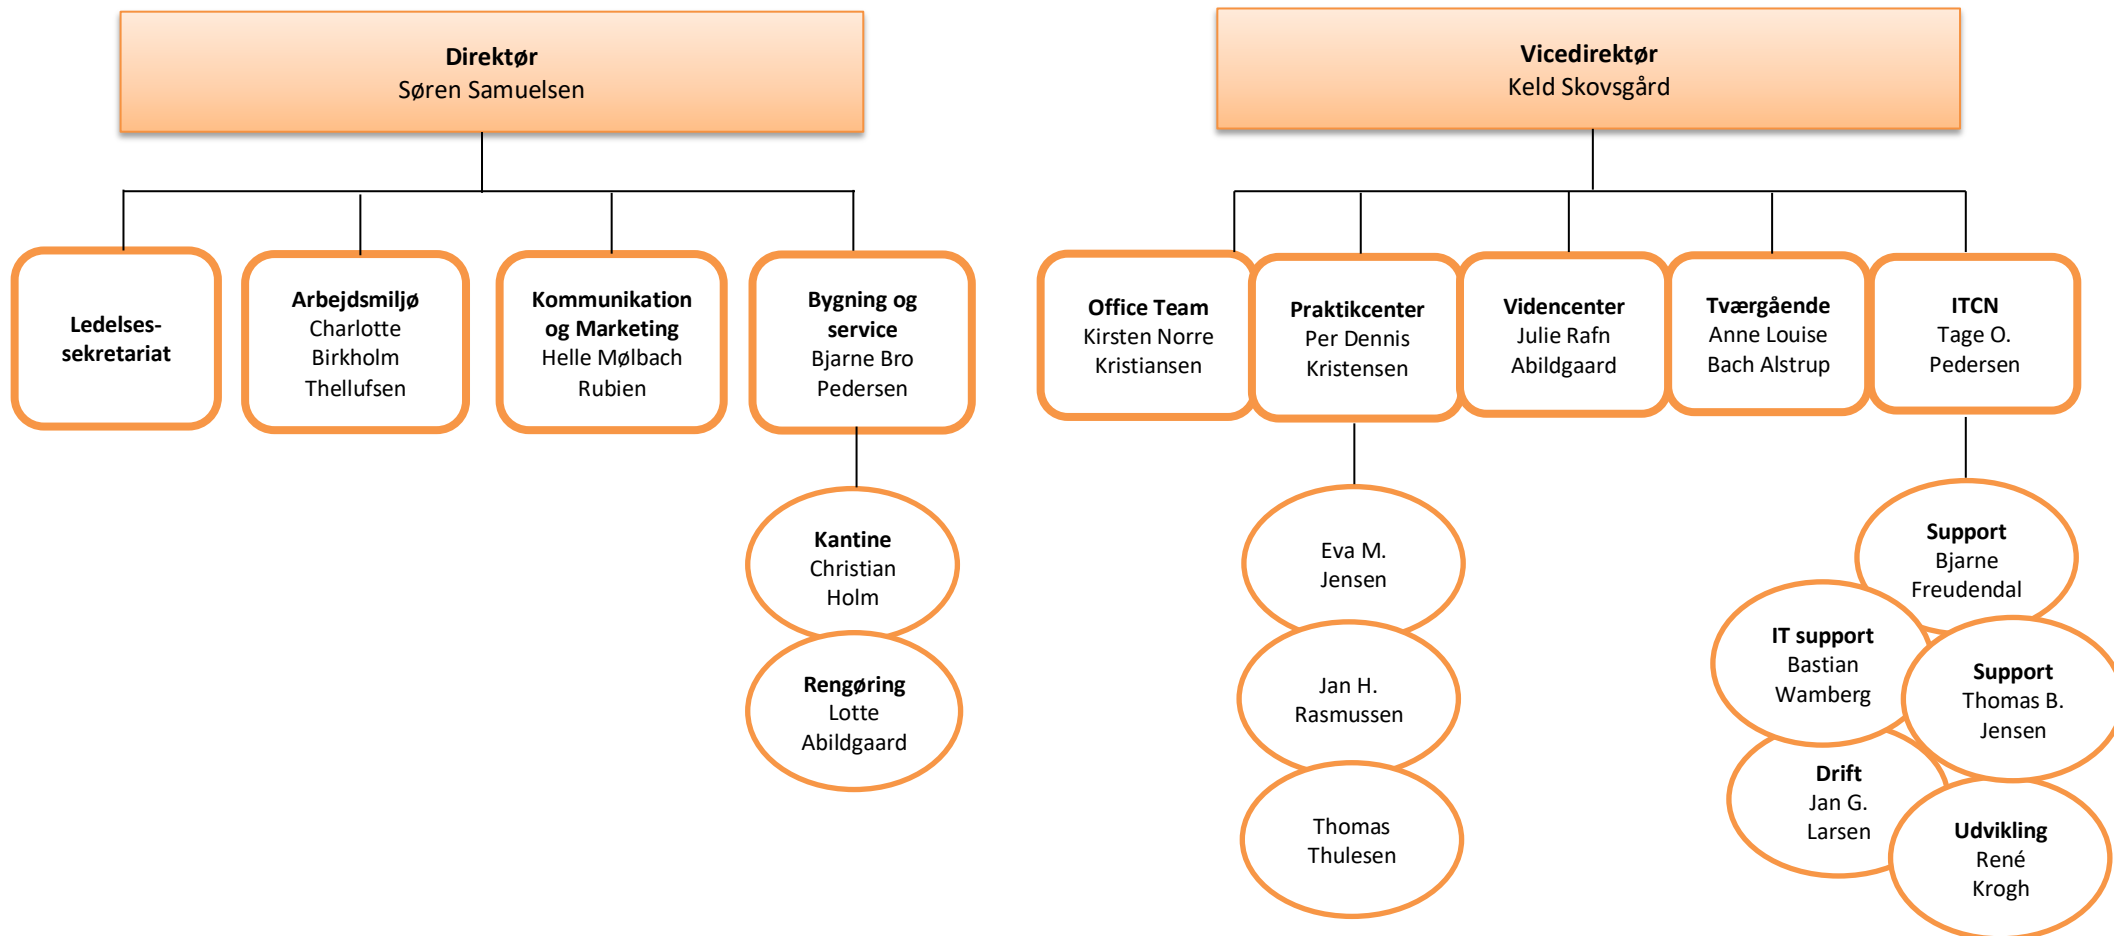 Direktør
Søren Samuelsen
Vicedirektør
Keld Skovsgård
Ledelses-
sekretariat
Arbejdsmiljø
Charlotte
Birkholm
Thellufsen
Kommunikation
og Marketing
Helle Mølbach
Rubien
Bygning og
service
Bjarne Bro
Pedersen
Office Team
Kirsten Norre
Kristiansen
Praktikcenter
Per Dennis
Kristensen
Videncenter
Julie Rafn
Abildgaard
Tværgående
Anne Louise
Bach Alstrup
ITCN
Tage O.
Pedersen
Kantine
Christian
Holm
Rengøring
Lotte
Abildgaard
Eva M.
Jensen
Jan H.
Rasmussen
Thomas
Thulesen
Support
Bjarne
Freudendal
IT support
Bastian
Wamberg
Support
Thomas B.
Jensen
Drift
Jan G.
Larsen
Udvikling
René
Krogh